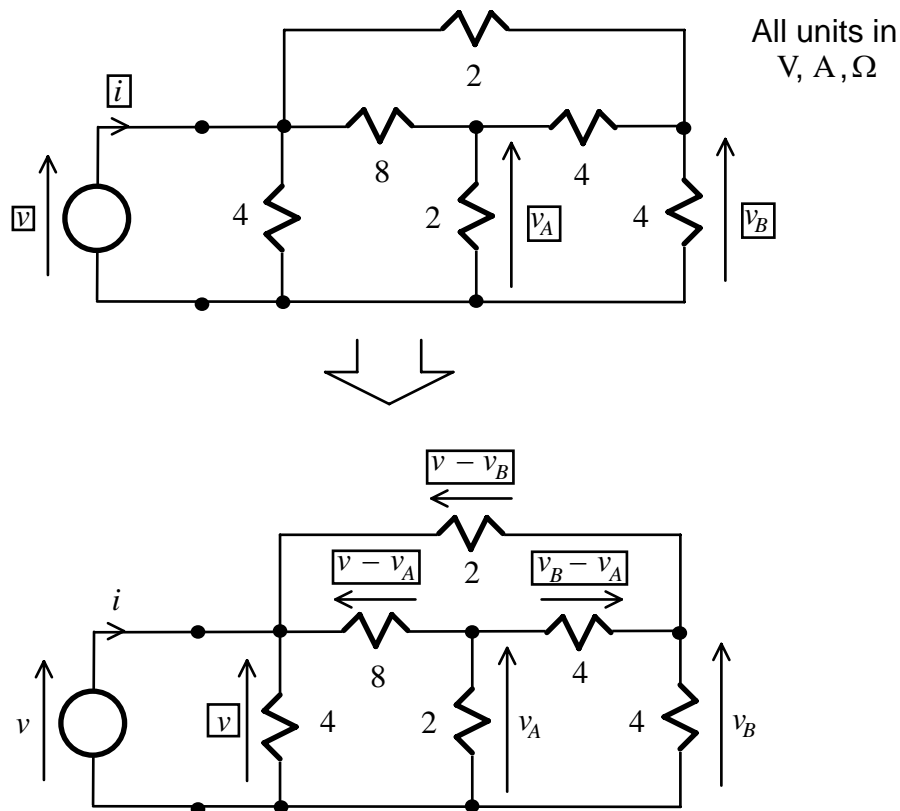 All units in
V, A, Ω
2
i
8
4
v
4
2
v_A
4
v_B
v − v_B
2
v − v_A
v_B − v_A
i
8
4
v
v
4
2
v_A
4
v_B